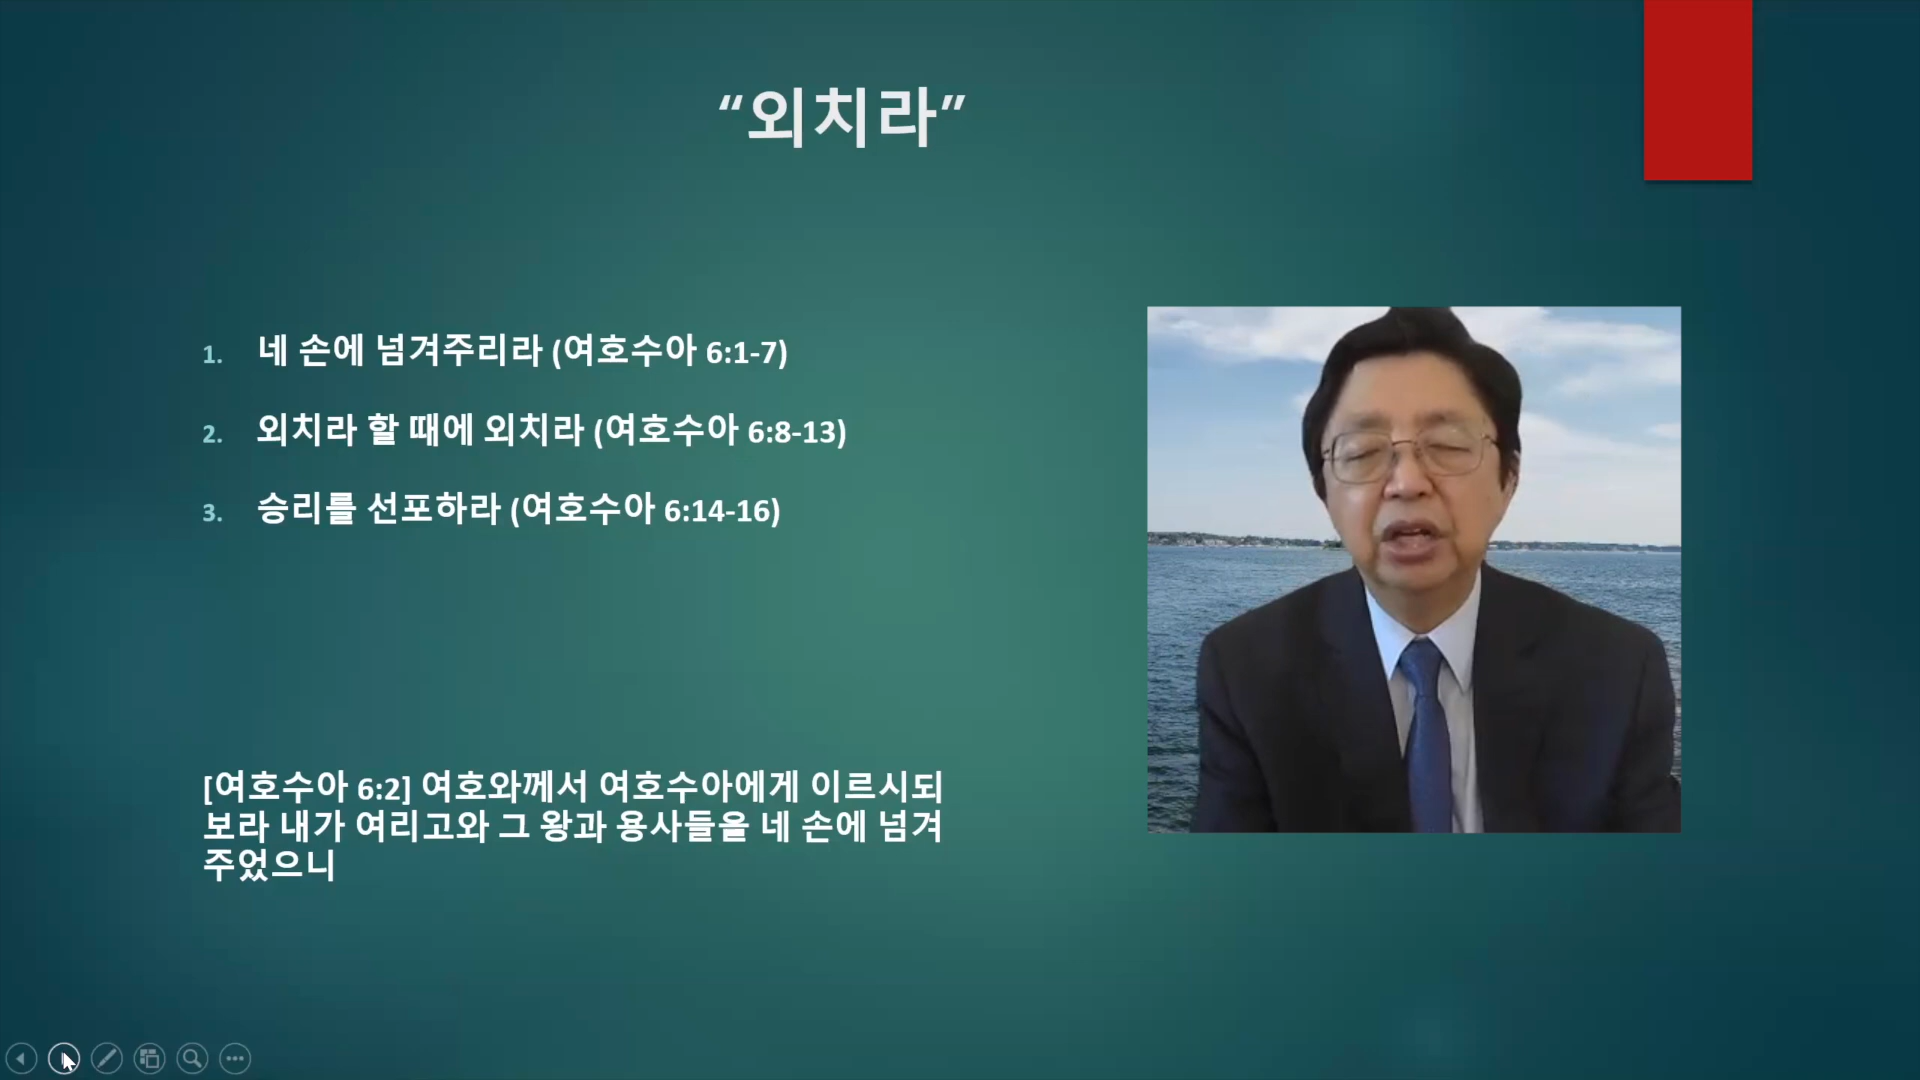 “외치라”
1. 네 손에 넘겨주리라 (여호수아 6:1-7)
2. 외치라 할 때에 외치라 (여호수아 6:8-13)
3. 승리를 선포하라 (여호수아 6:14-16)
[여호수아 6:2] 여호와께서 여호수아에게 이르시되
보라 내가 여리고와 그 왕과 용사들을 네 손에 넘겨
주었으니